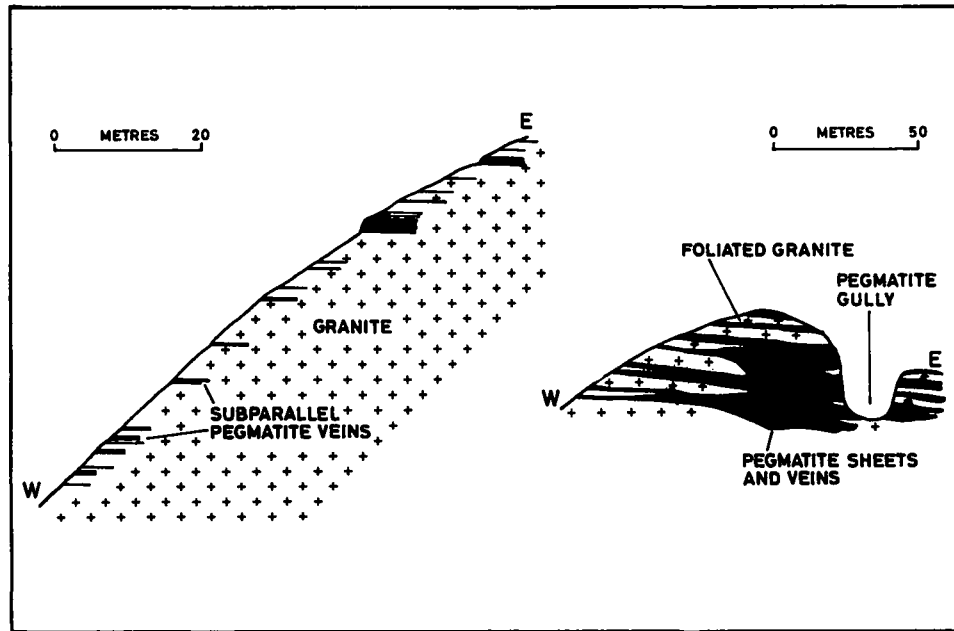 0 METRES 20
E
GRANITE
SUBPARALLEL
PEGMATITE VEINS
W
0 METRES 50
FOLIATED GRANITE
PEGMATITE
GULLY
E
W
PEGMATITE SHEETS
AND VEINS